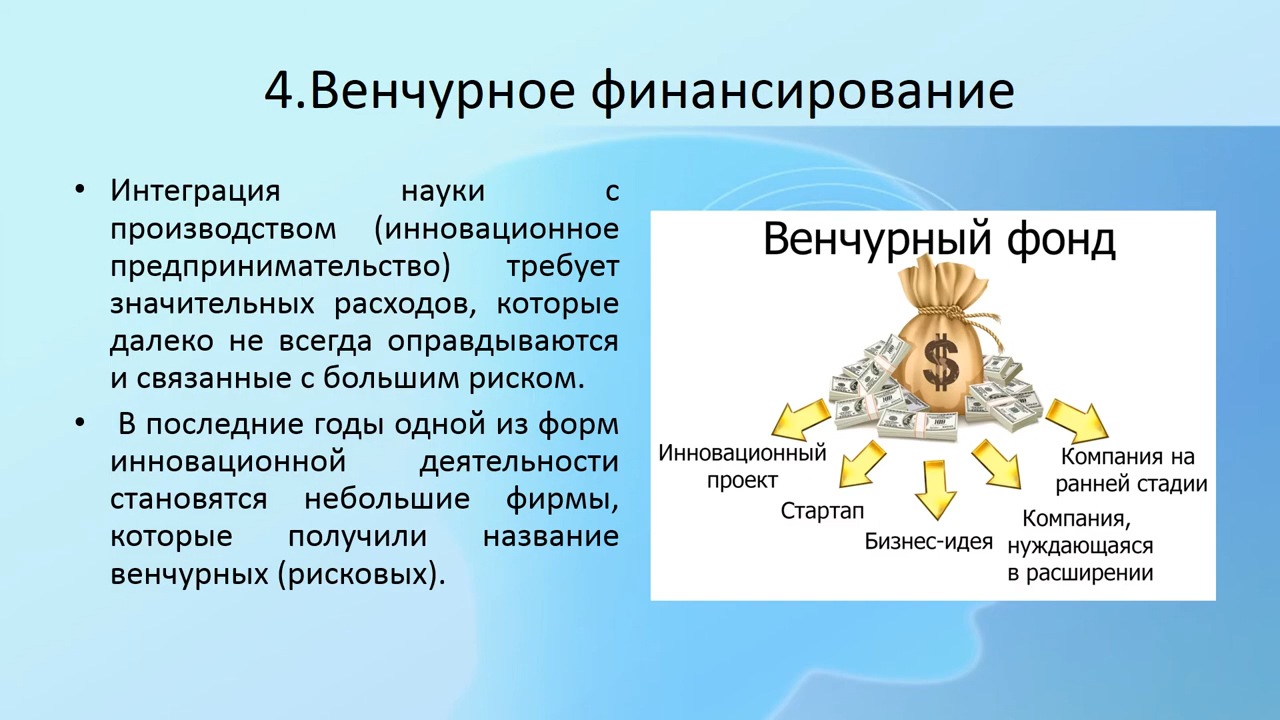 4.Венчурное финансирование
• Интеграция науки с
производством (инновационное
предпринимательство) требует
значительных расходов, которые
далеко не всегда оправдываются
и связанные с большим риском.
• В последние годы одной из форм
инновационной деятельности
становятся небольшие фирмы,
которые получили название
венчурных (рисковых).
Венчурный фонд
$
Инновационный
проект
Стартап
Бизнес-идея
Компания,
нуждающаяся
в расширении
Компания на
ранней стадии